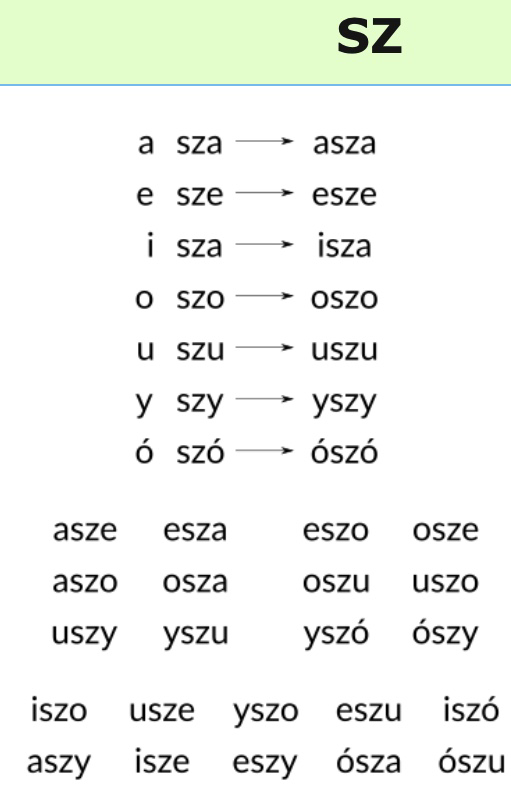 SZ
a sza → asza
e sze → esze
i sza → isza
o szo → oszo
u szu → uszu
y szy → yszy
ó szó → ószó
asze esza eszo osze
aszo osza oszu uszo
uszy yszu yszó ószy
iszo usze yszo eszu iszó
aszy isze eszy ósza ószu